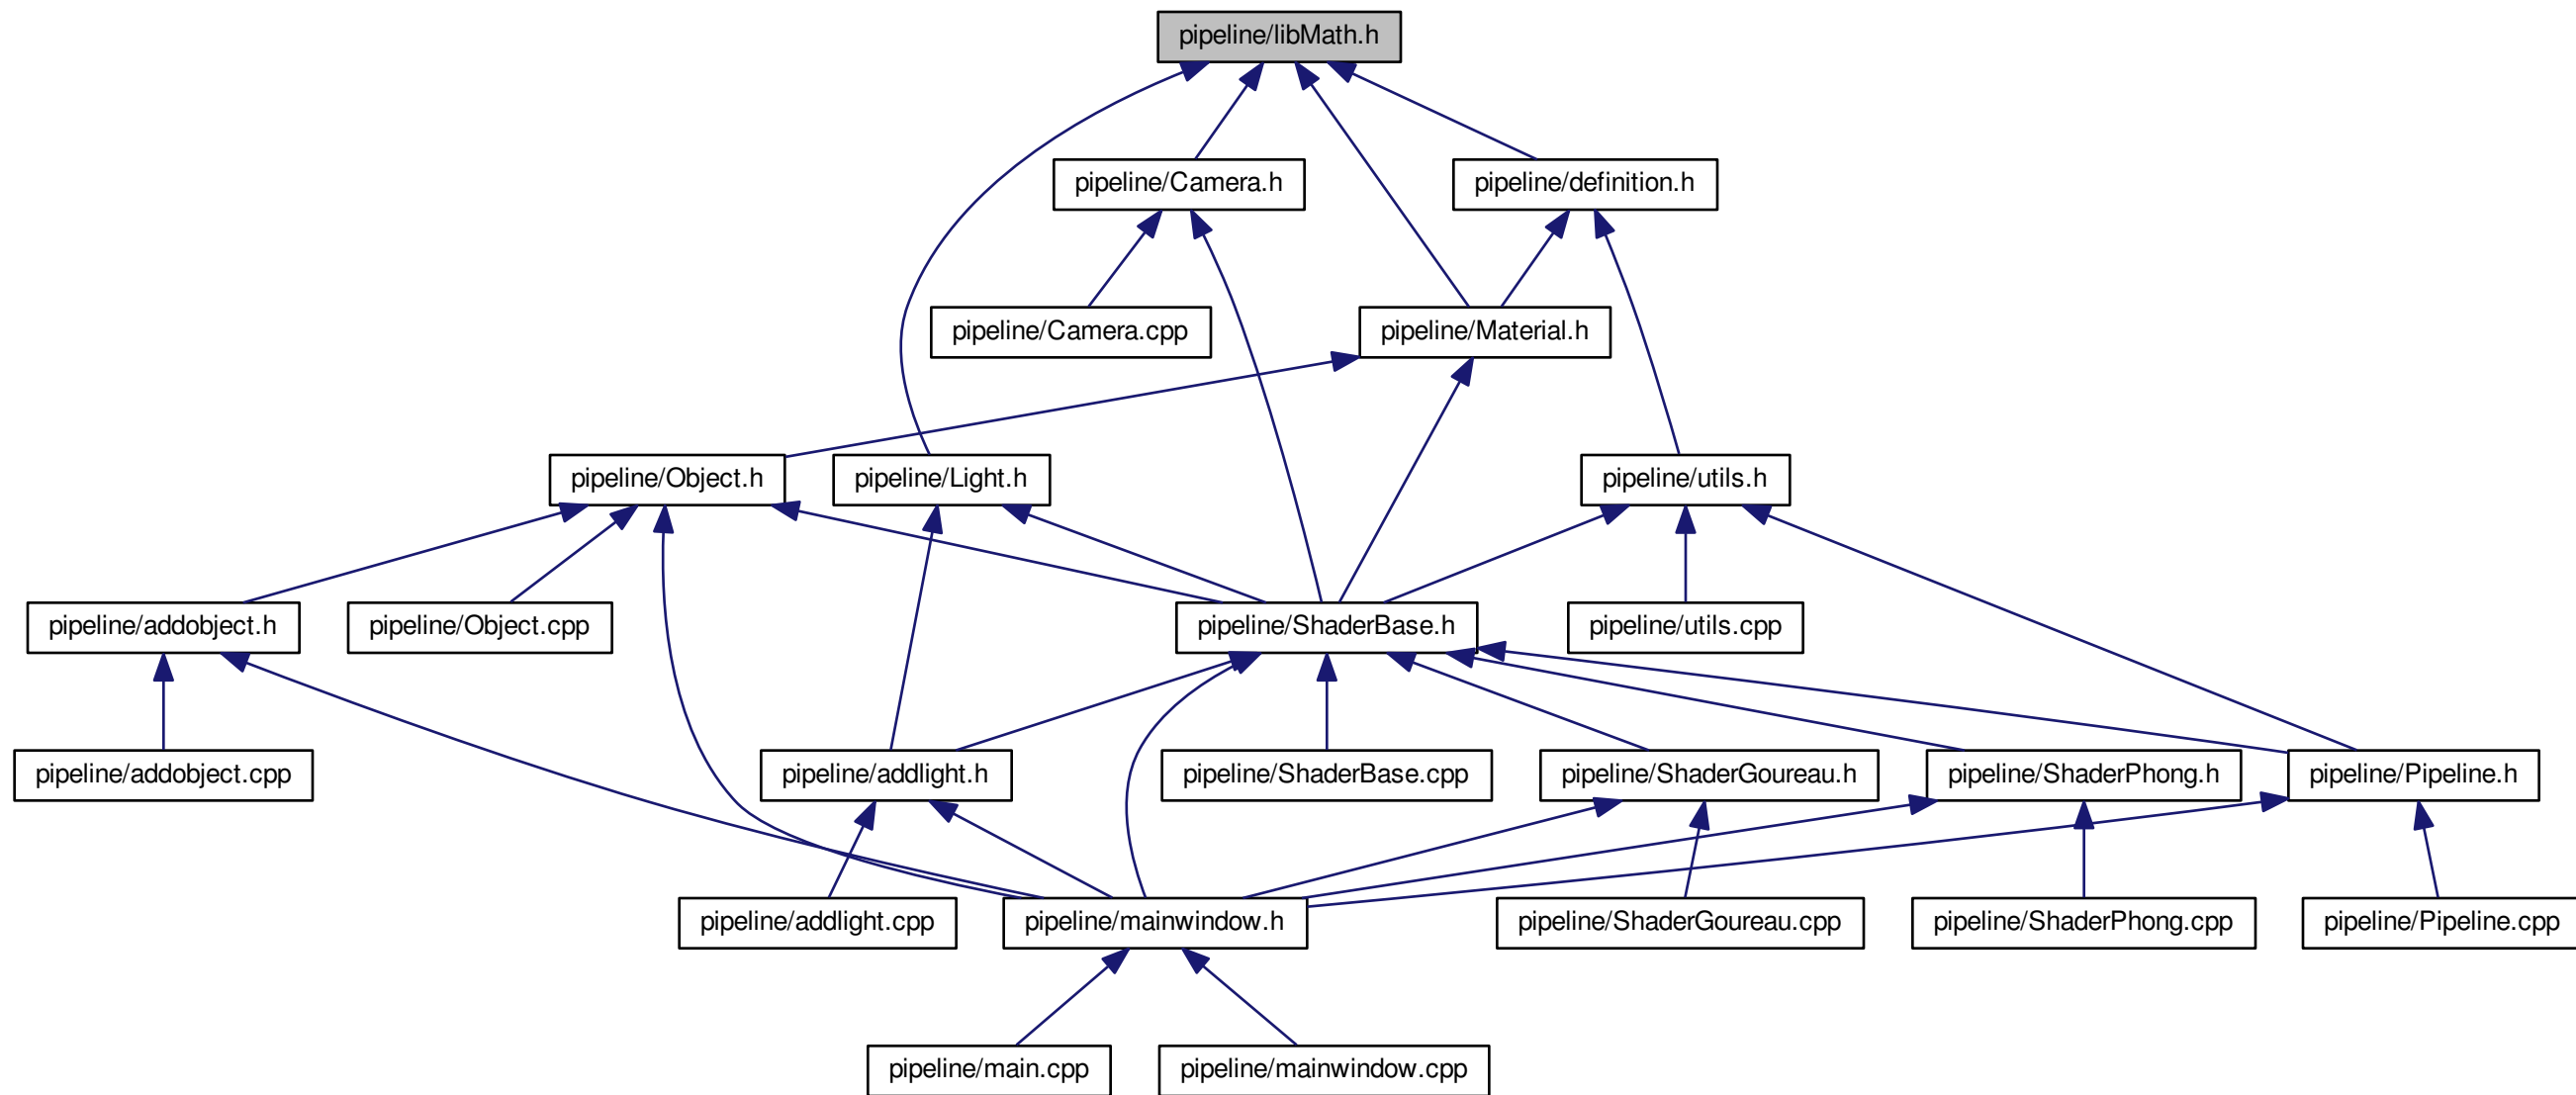 pipeline/libMath.h
pipeline/Camera.h
pipeline/definition.h
pipeline/Camera.cpp
pipeline/Material.h
pipeline/Object.h
pipeline/Light.h
pipeline/utils.h
pipeline/addobject.h
pipeline/Object.cpp
pipeline/ShaderBase.h
pipeline/utils.cpp
pipeline/addobject.cpp
pipeline/addlight.h
pipeline/ShaderBase.cpp
pipeline/ShaderGoureau.h
pipeline/ShaderPhong.h
pipeline/Pipeline.h
pipeline/addlight.cpp
pipeline/mainwindow.h
pipeline/ShaderGoureau.cpp
pipeline/ShaderPhong.cpp
pipeline/Pipeline.cpp
pipeline/main.cpp
pipeline/mainwindow.cpp